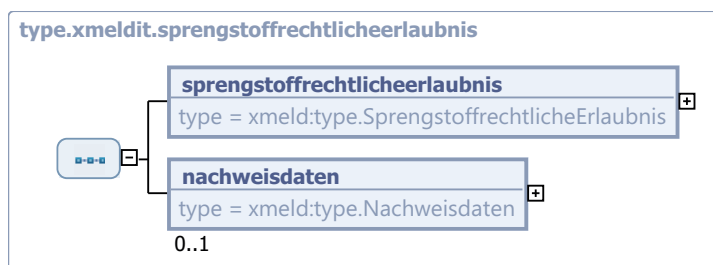 type.xmeldit.sprengstoffrechtlicheerlaubnis
sprengstoffrechtlicheerlaubnis
type = xmeld:type.SprengstoffrechtlicheErlaubnis
nachweisdaten
type = xmeld:type.Nachweisdaten
0..1